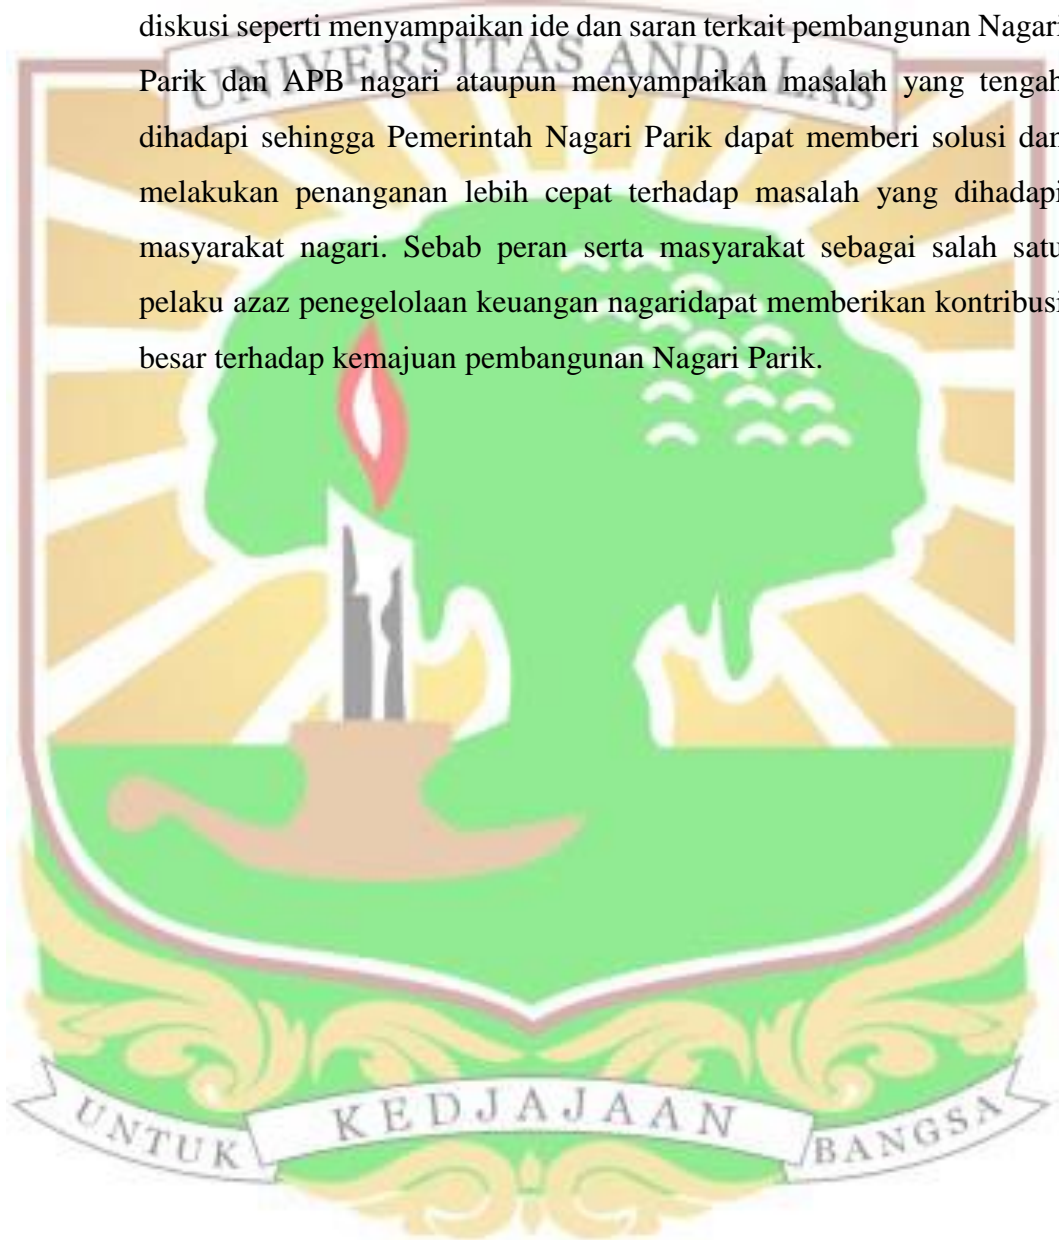 diskusi seperti menyampaikan ide dan saran terkait pembangunan Nagari
Parik dan APB nagari ataupun menyampaikan masalah yang tengah
dihadapi sehingga Pemerintah Nagari Parik dapat memberi solusi dan
melakukan penanganan lebih cepat terhadap masalah yang dihadapi
masyarakat nagari. Sebab peran serta masyarakat sebagai salah satu
pelaku azaz penegelolaan keuangan nagaridapat memberikan kontribusi
besar terhadap kemajuan pembangunan Nagari Parik.
UNIVERSITAS ANDALAS
UNTUK KEDJAJAAN BANGSA